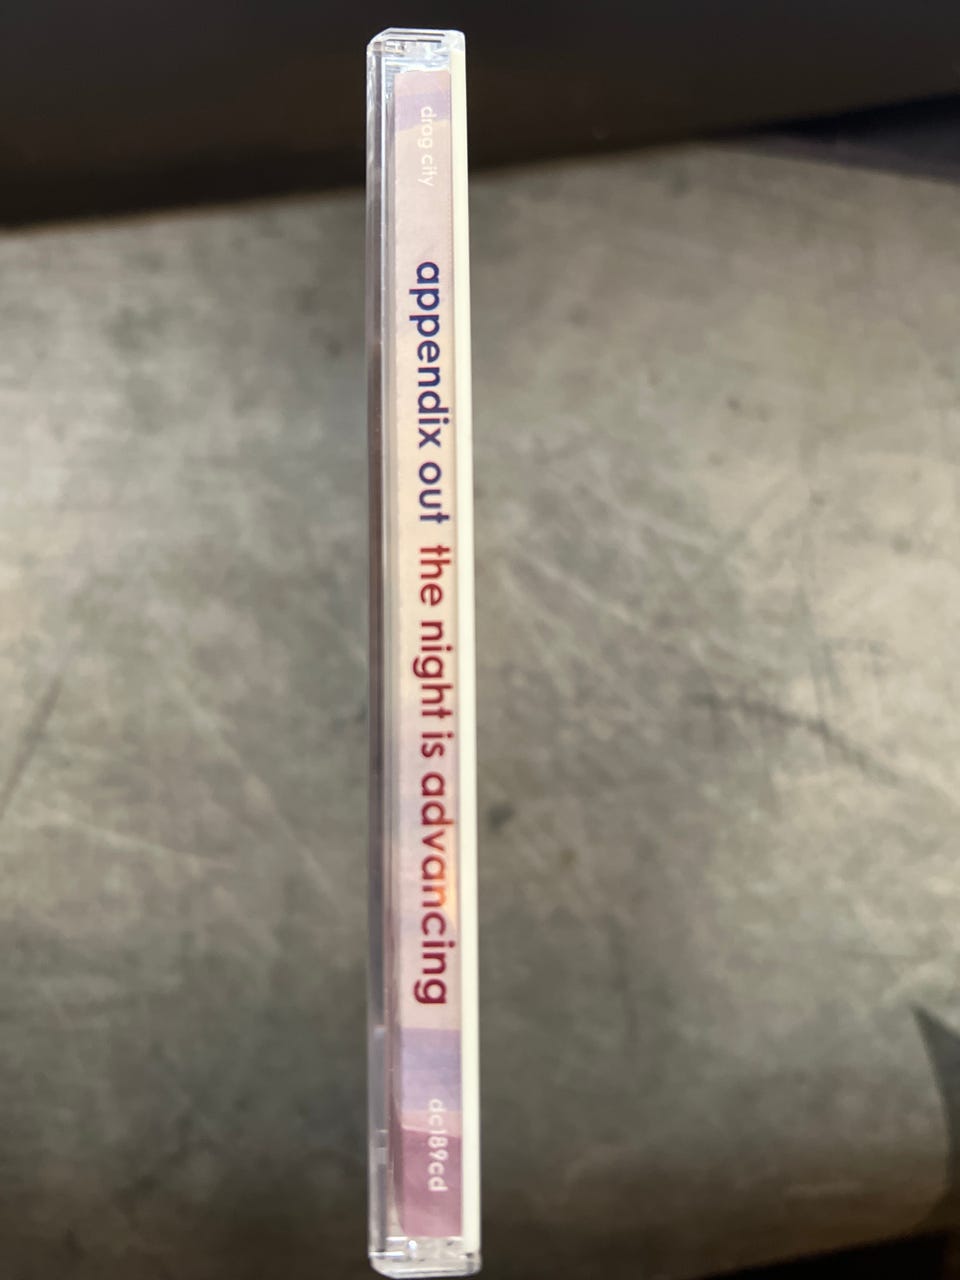 drag city
appendix out the night is advancing
dc189cd